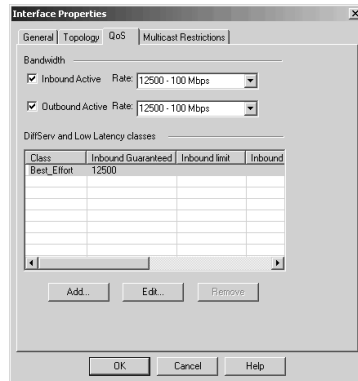 Interface Properties
General Topology QoS Multicast Restrictions
Bandwidth
Inbound Active Rate: 12500 - 100 Mbps
Outbound Active Rate: 12500 - 100 Mbps
DiffServ and Low Latency classes
Class Inbound Guaranteed Inbound limit Inbound
Best_Effort 12500
Add... Edit... Remove
OK Cancel Help